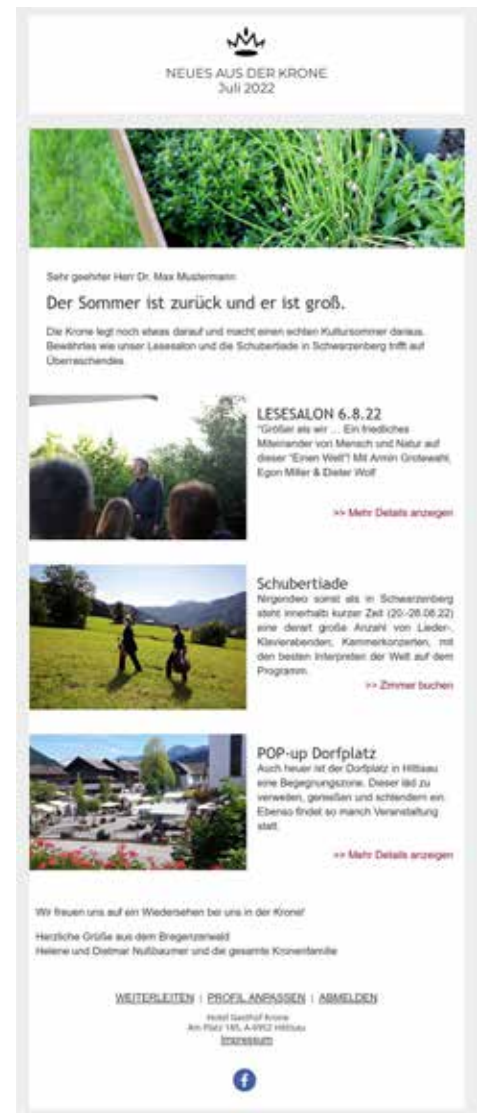 NEUES AUS DER KRONE
Juli 2022
Sehr geehrter Herr Dr. Max Mustermann
Der Sommer ist zurück und er ist groß.
Die Krone legt noch etwas darauf und macht einen echten Kultursommer daraus.
Bewährtes wie unser Lesesalon und die Schubertiade in Schwarzenberg trifft auf
Überraschendes.
LESESALON 6.8.22
"Größer als wir ... Ein friedliches
Miteinander von Mensch und Natur auf
dieser "Einen Welt"! Mit Armin Grotewahl,
Egon Miller & Dieter Wolf
>> Mehr Details anzeigen
Schubertiade
Nirgendwo sonst als in Schwarzenberg
steht innerhalb kurzer Zeit (20.-28.08.22)
eine derart große Anzahl von Lieder-,
Klavierabenden, Kammerkonzerten, mit
den besten Interpreten der Welt auf dem
Programm.
>> Zimmer buchen
POP-up Dorfplatz
Auch heuer ist der Dorfplatz in Hittisau
eine Begegnungszone. Dieser läd zu
verweilen, genießen und schlendern ein.
Ebenso findet so manch Veranstaltung
statt.
>> Mehr Details anzeigen
Wir freuen uns auf ein Wiedersehen bei uns in der Krone!
Herzliche Grüße aus dem Bregenzerwald
Helene und Dietmar Nußbaumer und die gesamte Kronenfamilie
WEITERLEITEN | PROFIL ANPASSEN | ABMELDEN
Hotel Gasthof Krone
Am Platz 185, A-6952 Hittisau
Impressum